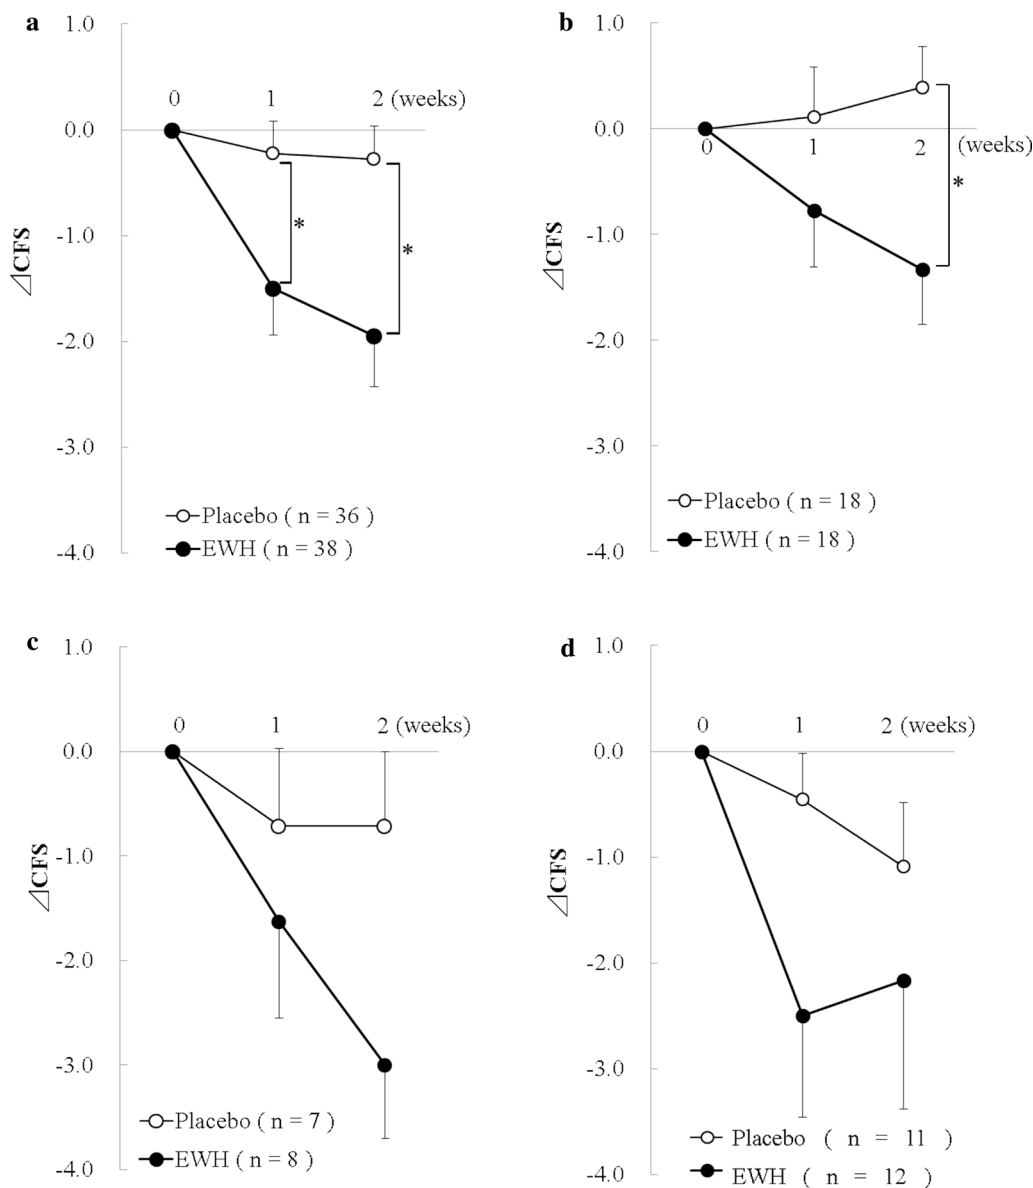 a
1.0
0 1 2 (weeks)
0.0
-1.0
⊿CFS
*
*
-2.0
-3.0
Placebo ( n = 36 )
EWH ( n = 38 )
-4.0
b
1.0
0.0
0 1 2 (weeks)
*
-1.0
⊿CFS
-2.0
-3.0
Placebo ( n = 18 )
EWH ( n = 18 )
-4.0
c
1.0
0 1 2 (weeks)
0.0
-1.0
⊿CFS
-2.0
-3.0
Placebo ( n = 7 )
EWH ( n = 8 )
-4.0
d
1.0
0 1 2 (weeks)
0.0
-1.0
⊿CFS
-2.0
-3.0
Placebo ( n = 11 )
EWH ( n = 12 )
-4.0